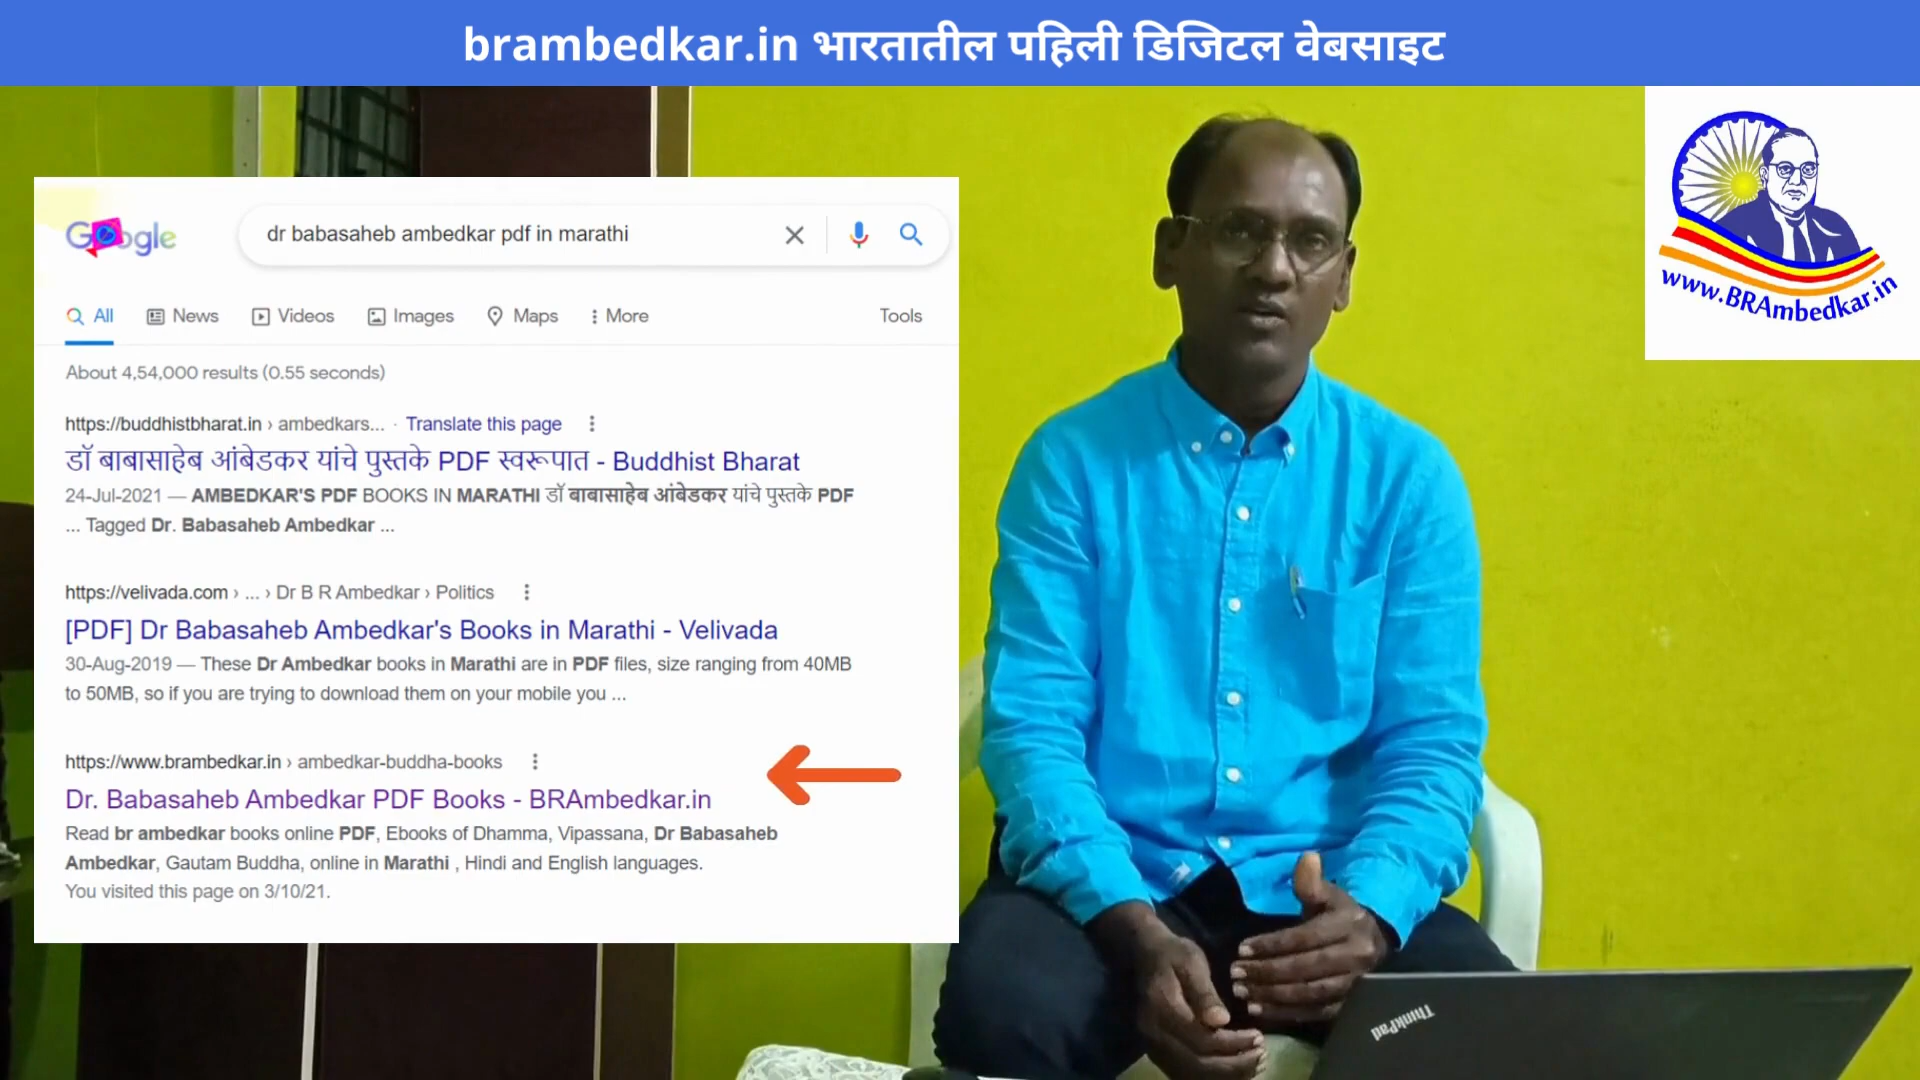 brambedkar.in भारतातील पहिली डिजिटल वेबसाइट
www.BRAmbedkar.in
Google
dr babasaheb ambedkar pdf in marathi
All News Videos Images Maps More Tools
About 4,54,000 results (0.55 seconds)
https://buddhistbharat.in › ambedkars... · Translate this page
डॉ बाबासाहेब आंबेडकर यांचे पुस्तके PDF स्वरूपात - Buddhist Bharat
24-Jul-2021 — AMBEDKAR'S PDF BOOKS IN MARATHI डॉ बाबासाहेब आंबेडकर यांचे पुस्तके PDF
... Tagged Dr. Babasaheb Ambedkar ...
https://velivada.com › ... › Dr B R Ambedkar › Politics
[PDF] Dr Babasaheb Ambedkar's Books in Marathi - Velivada
30-Aug-2019 — These Dr Ambedkar books in Marathi are in PDF files, size ranging from 40MB
to 50MB, so if you are trying to download them on your mobile you ...
https://www.brambedkar.in › ambedkar-buddha-books
Dr. Babasaheb Ambedkar PDF Books - BRAmbedkar.in
Read br ambedkar books online PDF, Ebooks of Dhamma, Vipassana, Dr Babasaheb
Ambedkar, Gautam Buddha, online in Marathi , Hindi and English languages.
You visited this page on 3/10/21.
ThinkPad